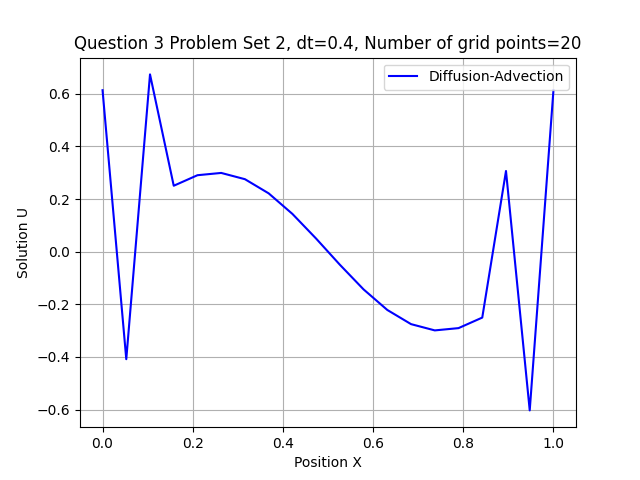 Question 3 Problem Set 2, dt=0.4, Number of grid points=20
Diffusion-Advection
Solution U
0.6
0.4
0.2
0.0
−0.2
−0.4
−0.6
0.0 0.2 0.4 0.6 0.8 1.0
Position X